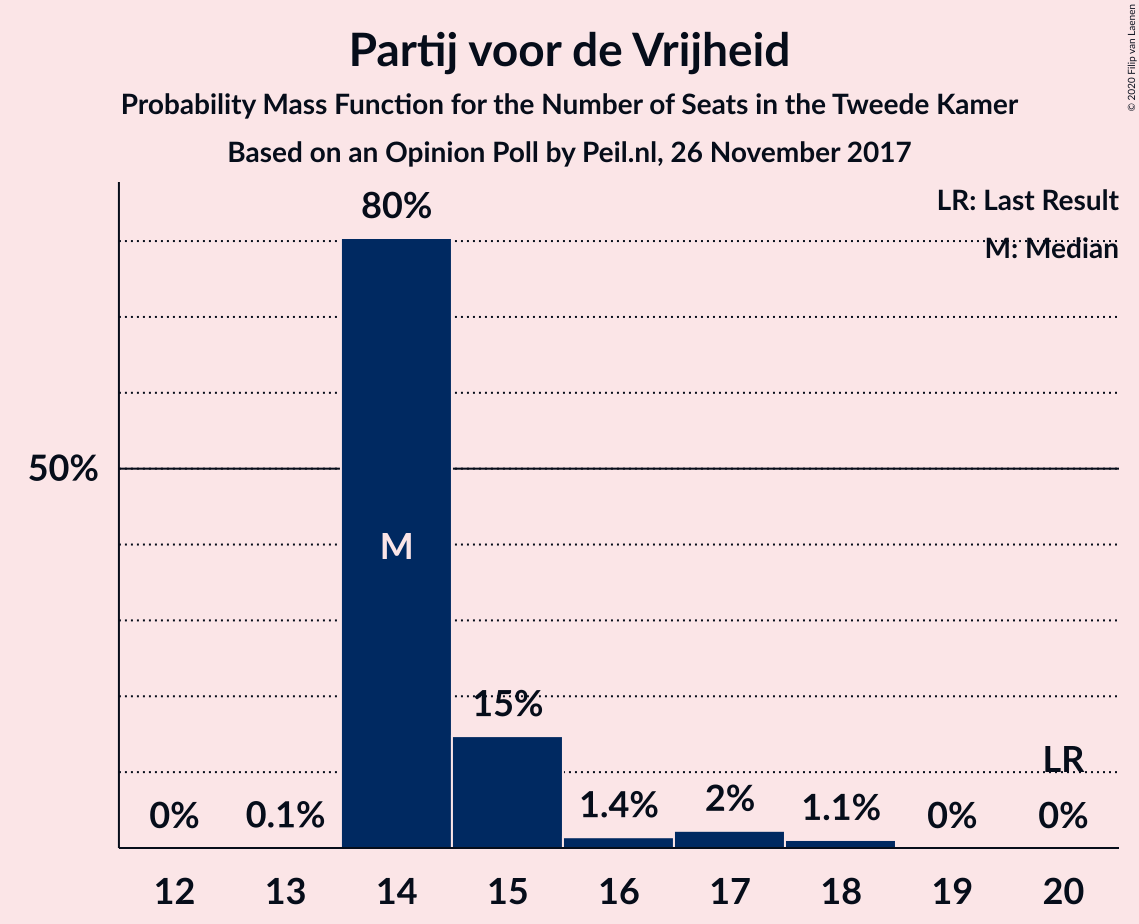 Partij voor de Vrijheid
Probability Mass Function for the Number of Seats in the Tweede Kamer
Based on an Opinion Poll by Peil.nl, 26 November 2017
© 2020 Filip van Laenen
LR: Last Result
M: Median
80%
50%
M
15%
LR
0%
0.1%
1.4%
2%
1.1%
0%
0%
12 13 14 15 16 17 18 19 20